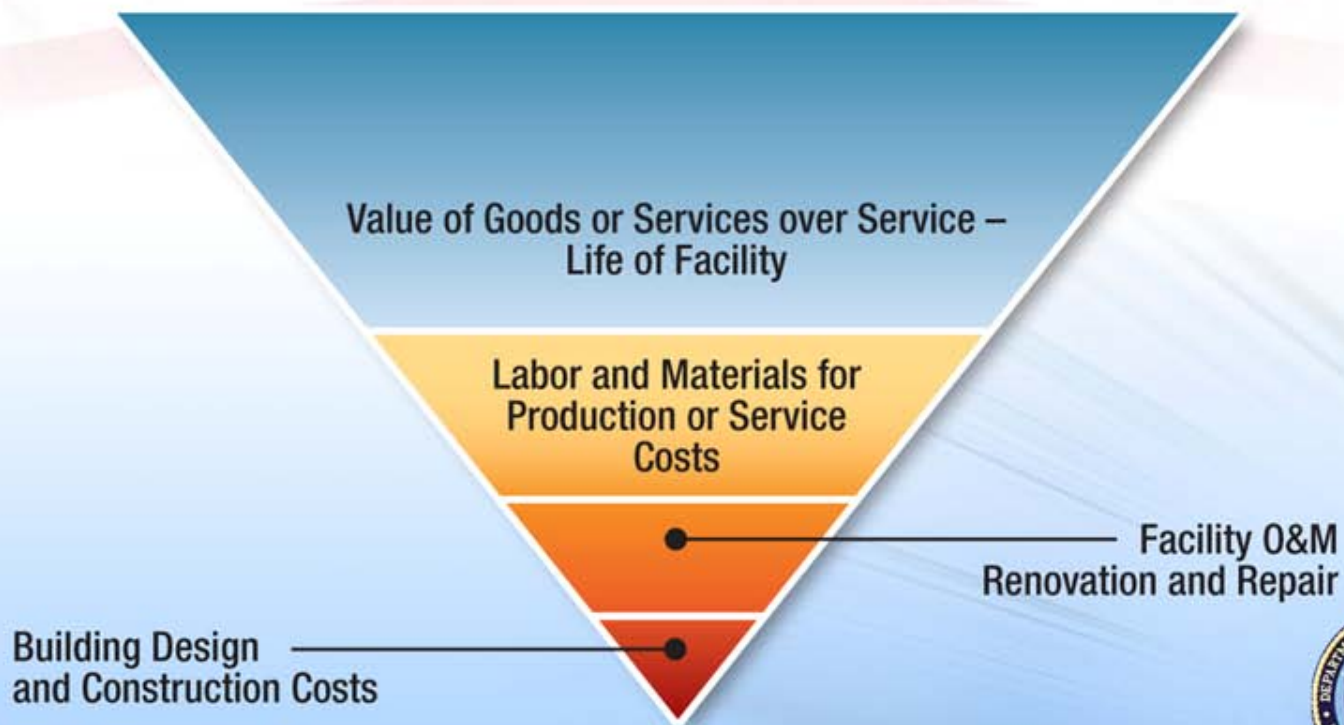 Value of Goods or Services over Service –
Life of Facility
Labor and Materials for
Production or Service
Costs
Facility O&M
Renovation and Repair
Building Design
and Construction Costs